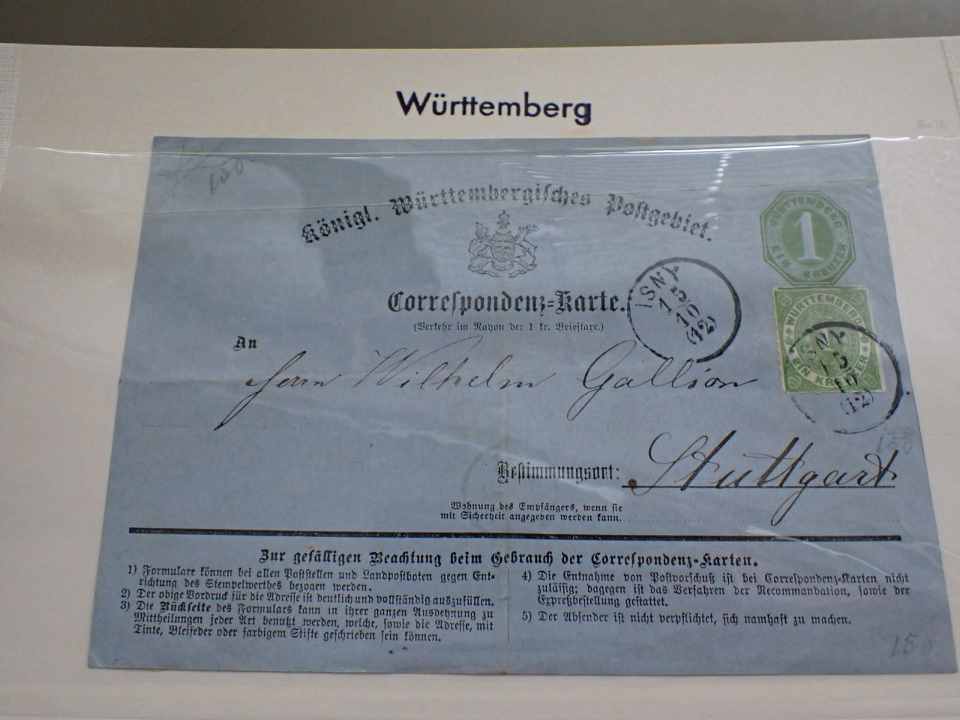 Württemberg
150
Königl. Württembergisches Postgebiet.
WÜRTTEMBERG
1
EIN KREUZER
Correspondenz-Karte.
(Verkehr im Rayon der 1 kr. Brieftare.)
ISNY
15
10
(12)
WÜRTTEMBERG
EIN KREUZER
ISNY
15
10
(12)
An
Herrn Wilhelm Gallion
150
Bestimmungsort: Stuttgart
Wohnung des Empfängers, wenn sie
mit Sicherheit angegeben werden kann.
Zur gefälligen Beachtung beim Gebrauch der Correspondenz-Karten.
1) Formulare können bei allen Poststellen und Landpostboten gegen Ent-
richtung des Stempelwerthes bezogen werden.
2) Der obige Vordruck für die Adresse ist deutlich und vollständig auszufüllen.
3) Die Rückseite des Formulars kann in ihrer ganzen Ausdehnung zu
Mittheilungen jeder Art benutzt werden, welche, sowie die Adresse, mit
Tinte, Bleifeder oder farbigem Stifte geschrieben sein können.
4) Die Entnahme von Postvorschuß ist bei Correspondenz-Karten nicht
zulässig; dagegen ist das Verfahren der Recommandation, sowie der
Expreßbestellung gestattet.
5) Der Absender ist nicht verpflichtet, sich namhaft zu machen.
150